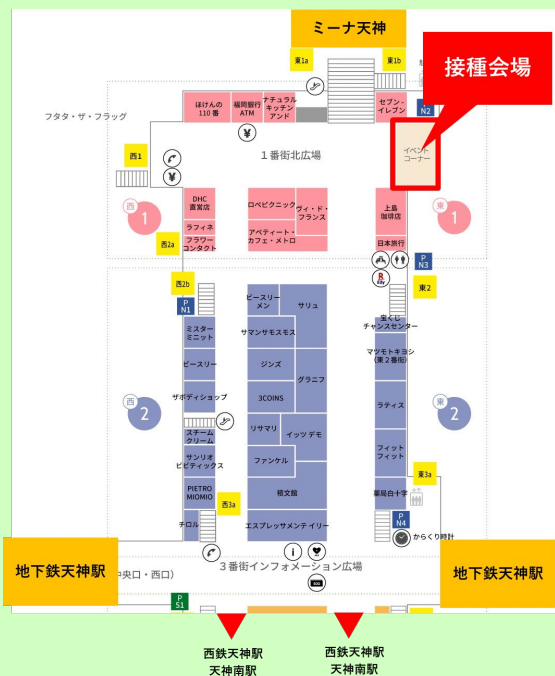 ミーナ天神
東1a
東1b
接種会場
ほけんの
110番
福岡銀行
ATM
ナチュラル
キッチン
アンド
セブン-
イレブン
P
N2
フタタ・ザ・フラッグ
¥
1番街北広場
イベント
コーナー
西1
¥
西
1
DHC
直営店
ロペピクニック
ヴィ・ド・
フランス
上島
珈琲店
東
1
ラフィネ
アペティート・
カフェ・メトロ
フラワー
コンタクト
日本旅行
西2a
P
N3
西2b
東2
P
N1
ビースリー
メン
サリュ
宝くじ
チャンスセンター
ミスター
ミニット
サマンサモスモス
マツモトキヨシ
(東2番街)
ビースリー
ジンズ
グラニフ
西
2
ザボディショップ
3COINS
ラティス
東
2
リサマリ
イッツ デモ
スチーム
クリーム
フィット
フィット
サンリオ
ビビティックス
ファンケル
東3a
PIETRO
MIOMIO
西3a
積文館
薬局白十字
P
N4
チロル
エスプレッサメンテ イリー
からくり時計
i
地下鉄天神駅
中央口・西口)
3番街インフォメーション広場
地下鉄天神駅
P
S1
西鉄天神駅
天神南駅
西鉄天神駅
天神南駅